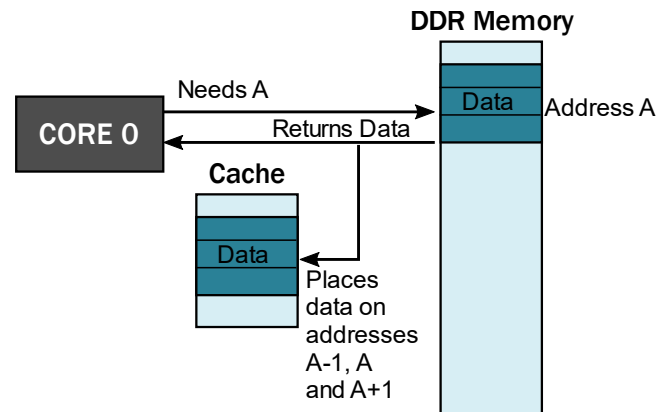 DDR Memory
Needs A
Data
Address A
CORE 0
Returns Data
Cache
Data
Places
data on
addresses
A-1, A
and A+1